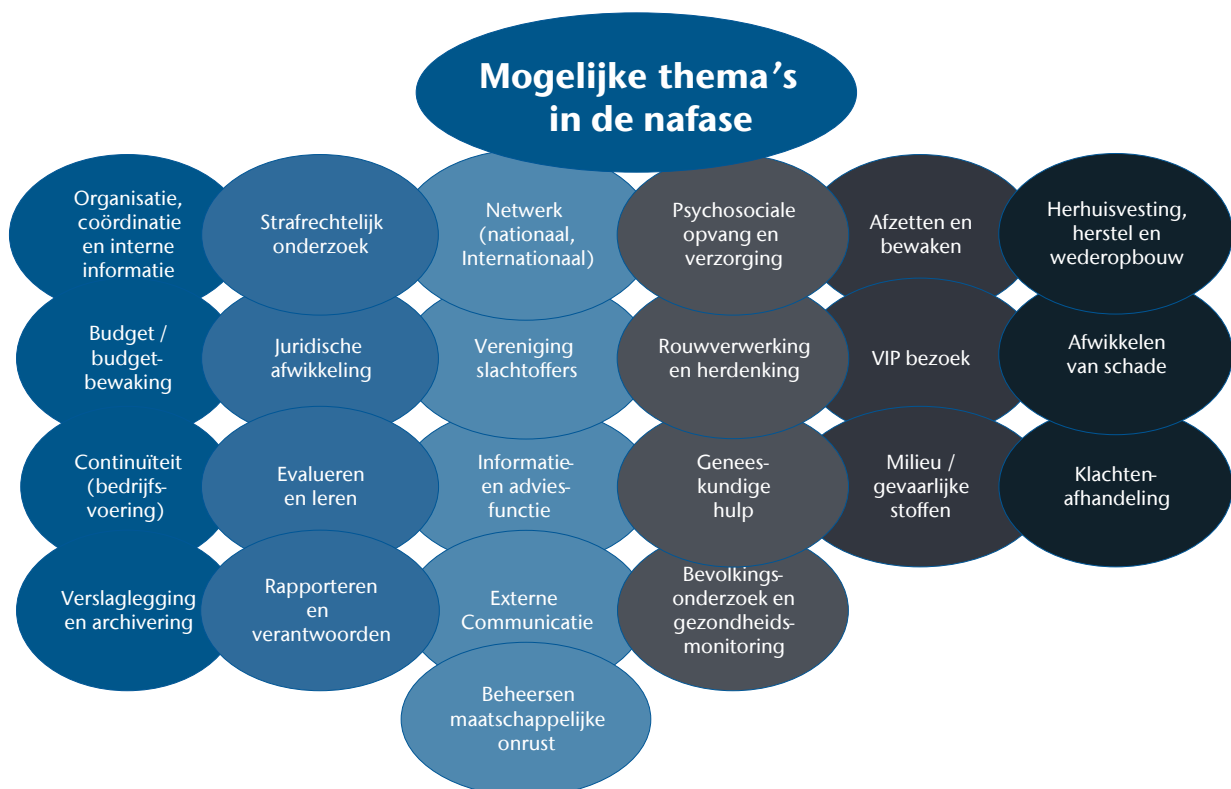 Mogelijke thema's
in de nafase
Organisatie,
coördinatie
en interne
informatie
Strafrechtelijk
onderzoek
Netwerk
(nationaal,
Internationaal)
Psychosociale
opvang en
verzorging
Afzetten en
bewaken
Herhuisvesting,
herstel en
wederopbouw
Budget /
budget-
bewaking
Juridische
afwikkeling
Vereniging
slachtoffers
Rouwverwerking
en herdenking
VIP bezoek
Afwikkelen
van schade
Continuïteit
(bedrijfs-
voering)
Evalueren
en leren
Informatie-
en advies-
functie
Genees-
kundige
hulp
Milieu /
gevaarlijke
stoffen
Klachten-
afhandeling
Verslaglegging
en archivering
Rapporteren
en
verantwoorden
Externe
Communicatie
Bevolkings-
onderzoek en
gezondheids-
monitoring
Beheersen
maatschappelijke
onrust